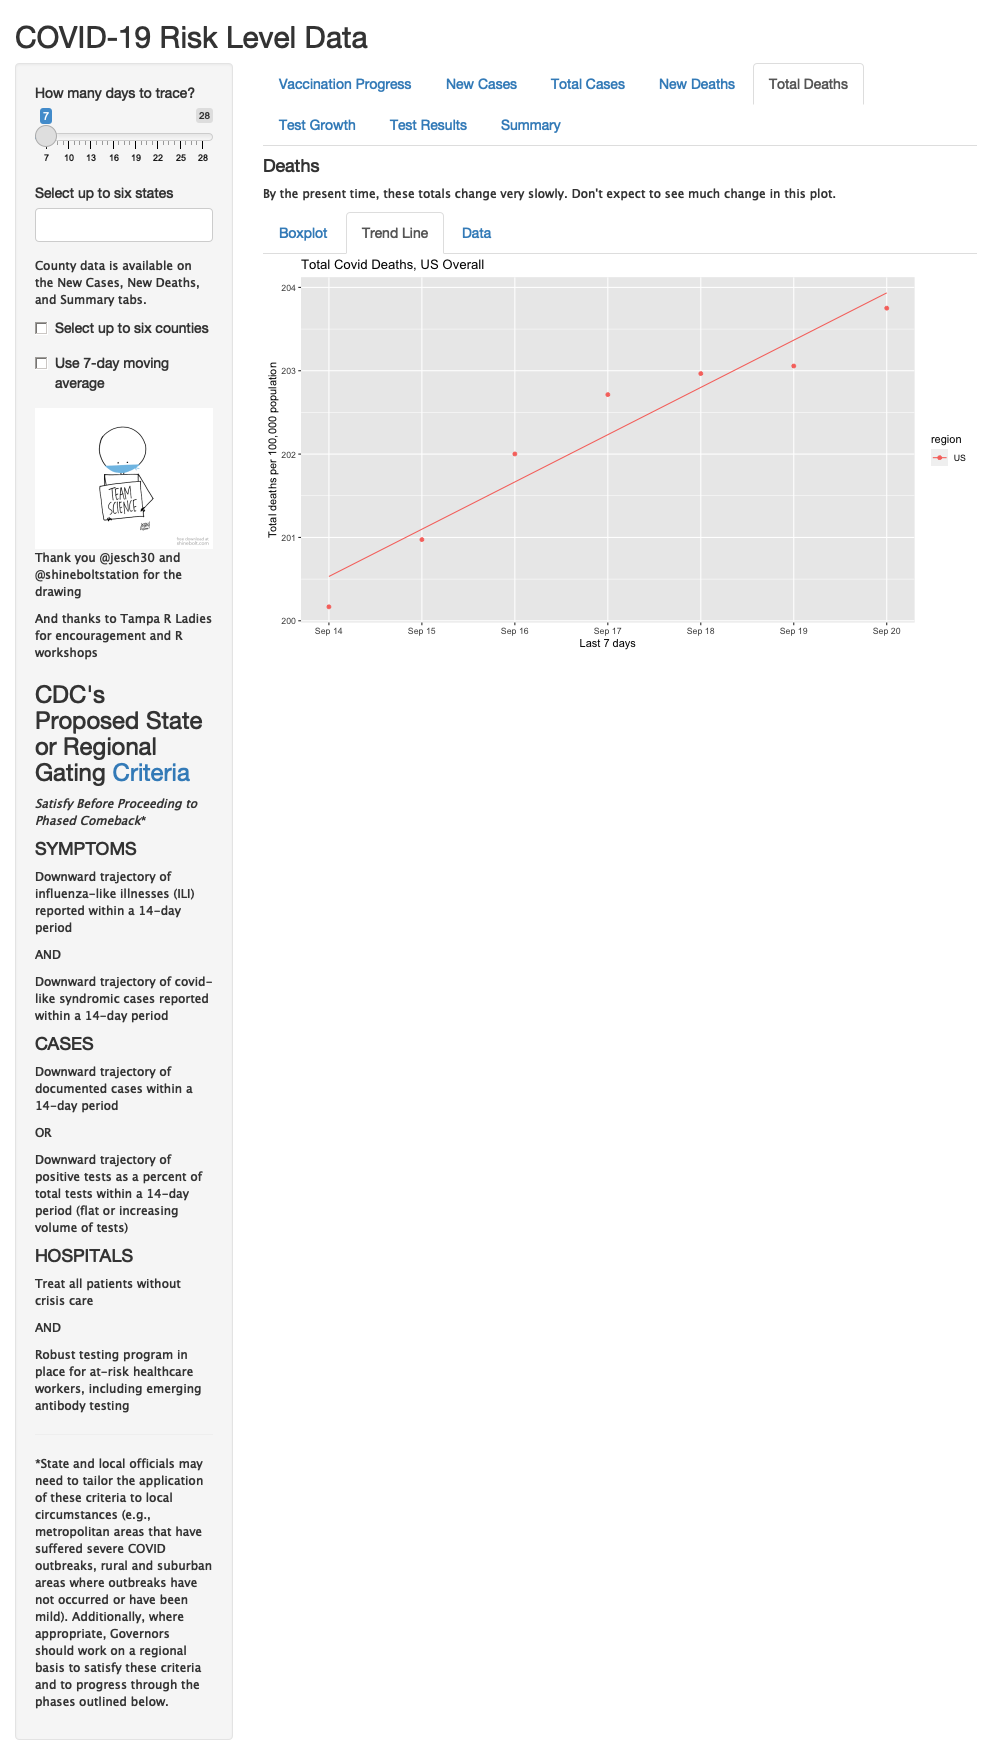 COVID-19 Risk Level Data
How many days to trace?
7
28
7 10 13 16 19 22 25 28
Select up to six states
County data is available on
the New Cases, New Deaths,
and Summary tabs.
Select up to six counties
Use 7-day moving
average
TEAM
SCIENCE
free download at
shinebolt.com
Thank you @jesch30 and
@shineboltstation for the
drawing
And thanks to Tampa R Ladies
for encouragement and R
workshops
CDC's
Proposed State
or Regional
Gating Criteria
Satisfy Before Proceeding to
Phased Comeback*
SYMPTOMS
Downward trajectory of
influenza-like illnesses (ILI)
reported within a 14-day
period
AND
Downward trajectory of covid-
like syndromic cases reported
within a 14-day period
CASES
Downward trajectory of
documented cases within a
14-day period
OR
Downward trajectory of
positive tests as a percent of
total tests within a 14-day
period (flat or increasing
volume of tests)
HOSPITALS
Treat all patients without
crisis care
AND
Robust testing program in
place for at-risk healthcare
workers, including emerging
antibody testing
*State and local officials may
need to tailor the application
of these criteria to local
circumstances (e.g.,
metropolitan areas that have
suffered severe COVID
outbreaks, rural and suburban
areas where outbreaks have
not occurred or have been
mild). Additionally, where
appropriate, Governors
should work on a regional
basis to satisfy these criteria
and to progress through the
phases outlined below.
Vaccination Progress New Cases Total Cases New Deaths Total Deaths
Test Growth Test Results Summary
Deaths
By the present time, these totals change very slowly. Don't expect to see much change in this plot.
Boxplot Trend Line Data
Total Covid Deaths, US Overall
Total deaths per 100,000 population
204
203
202
201
200
Sep 14 Sep 15 Sep 16 Sep 17 Sep 18 Sep 19 Sep 20
Last 7 days
region
US